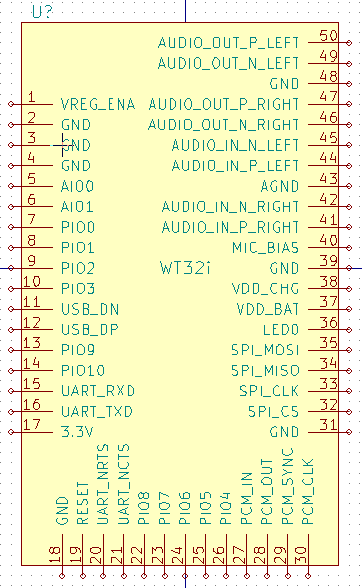 U?
50 AUDIO_OUT_P_LEFT
49 AUDIO_OUT_N_LEFT
48 GND
1 VREG_ENA AUDIO_OUT_P_RIGHT 47
2 GND AUDIO_OUT_N_RIGHT 46
3 GND AUDIO_IN_N_LEFT 45
4 GND AUDIO_IN_P_LEFT 44
5 AIO0 AGND 43
6 AIO1 AUDIO_IN_N_RIGHT 42
7 PIO0 AUDIO_IN_P_RIGHT 41
8 PIO1 MIC_BIAS 40
9 PIO2 WT32i GND 39
10 PIO3 VDD_CHG 38
11 USB_DN VDD_BAT 37
12 USB_DP LED0 36
13 PIO9 SPI_MOSI 35
14 PIO10 SPI_MISO 34
15 UART_RXD SPI_CLK 33
16 UART_TXD SPI_CS 32
17 3.3V GND 31
18 GND
19 RESET
20 UART_NRTS
21 UART_NCTS
22 PIO8
23 PIO7
24 PIO6
25 PIO5
26 PIO4
27 PCM_IN
28 PCM_OUT
29 PCM_SYNC
30 PCM_CLK